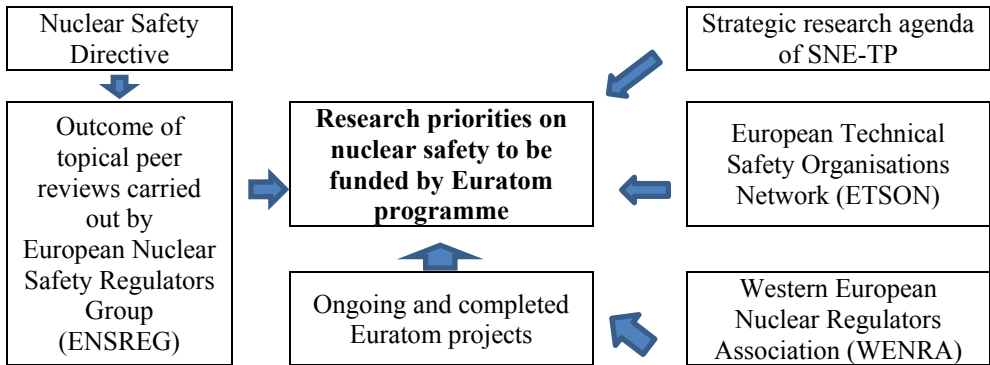 Nuclear Safety
Directive
Outcome of
topical peer
reviews carried
out by
European Nuclear
Safety Regulators
Group
(ENSREG)
Research priorities on
nuclear safety to be
funded by Euratom
programme
Ongoing and completed
Euratom projects
Strategic research agenda
of SNE-TP
European Technical
Safety Organisations
Network (ETSON)
Western European
Nuclear Regulators
Association (WENRA)